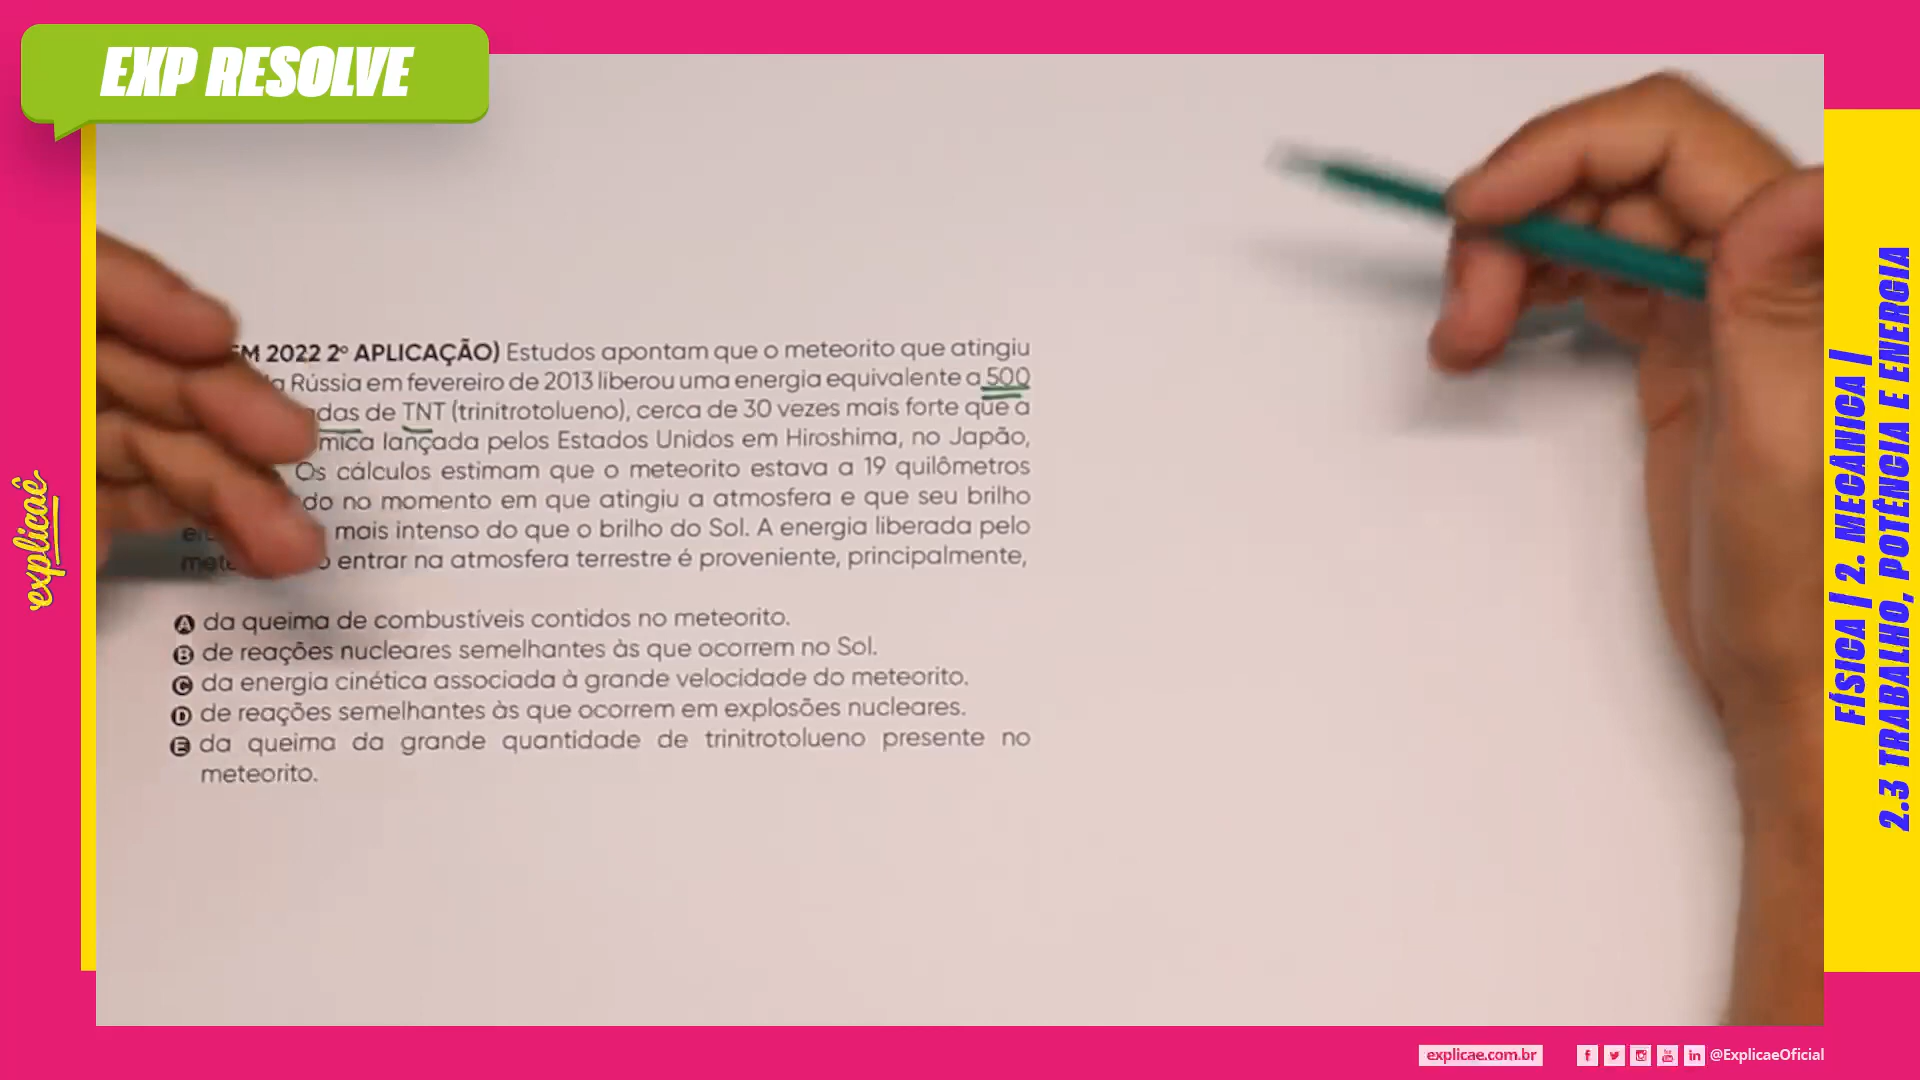 EXP RESOLVE
EM 2022 2º APLICAÇÃO) Estudos apontam que o meteorito que atingiu
Rússia em fevereiro de 2013 liberou uma energia equivalente a 500
de TNT (trinitrotolueno), cerca de 30 vezes mais forte que a
lançada pelos Estados Unidos em Hiroshima, no Japão,
Os cálculos estimam que o meteorito estava a 19 quilômetros
no momento em que atingiu a atmosfera e que seu brilho
mais intenso do que o brilho do Sol. A energia liberada pelo
entrar na atmosfera terrestre é proveniente, principalmente,
A da queima de combustíveis contidos no meteorito.
B de reações nucleares semelhantes às que ocorrem no Sol.
C da energia cinética associada à grande velocidade do meteorito.
D de reações semelhantes às que ocorrem em explosões nucleares.
E da queima da grande quantidade de trinitrotolueno presente no
meteorito.
explicaê
FÍSICA | 2. MECÂNICA |
2.3 TRABALHO, POTÊNCIA E ENERGIA
explicae.com.br
@ExplicaeOficial